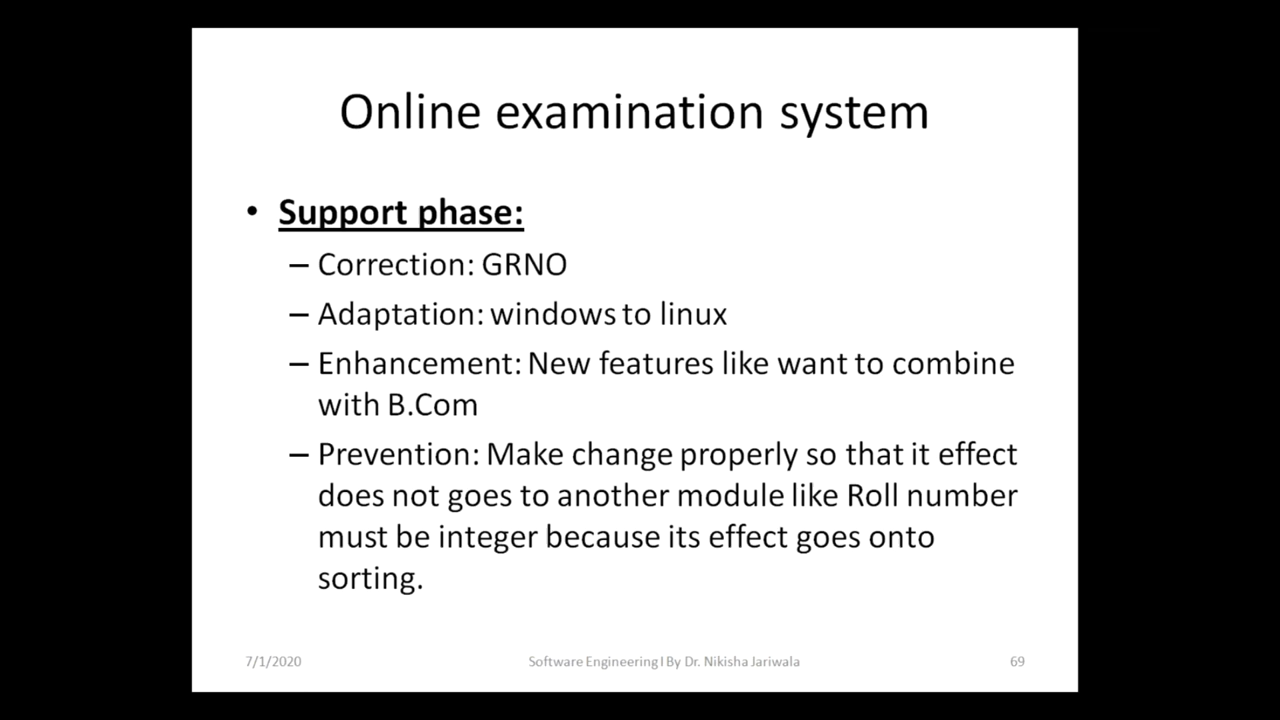 Online examination system
• Support phase:
– Correction: GRNO
– Adaptation: windows to linux
– Enhancement: New features like want to combine
with B.Com
– Prevention: Make change properly so that it effect
does not goes to another module like Roll number
must be integer because its effect goes onto
sorting.
7/1/2020 Software Engineering I By Dr. Nikisha Jariwala 69